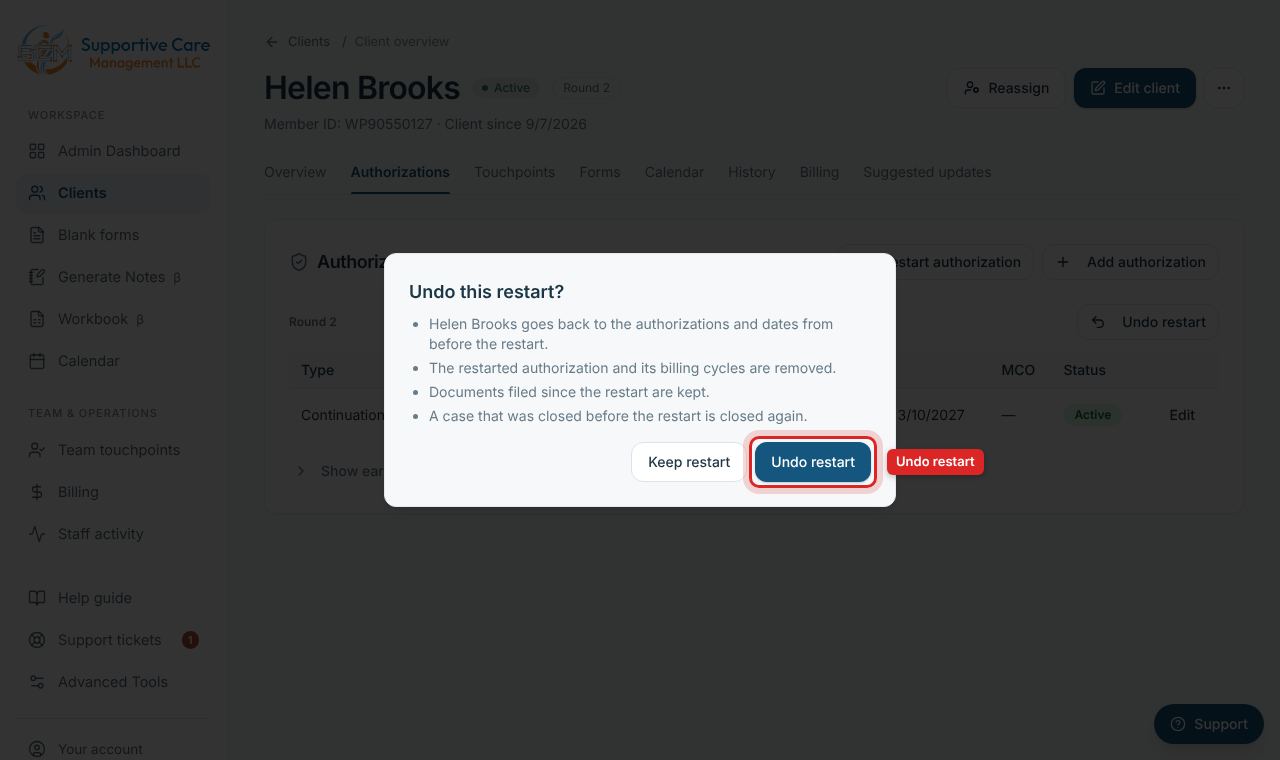 Supportive Care
Management LLC
WORKSPACE
Admin Dashboard
Clients
Blank forms
Generate Notes β
Workbook β
Calendar
TEAM & OPERATIONS
Team touchpoints
Billing
Staff activity
Help guide
Support tickets 1
Advanced Tools
Your account
Clients / Client overview
Helen Brooks Active Round 2
Reassign Edit client
Member ID: WP90550127 · Client since 9/7/2026
Overview Authorizations Touchpoints Forms Calendar History Billing Suggested updates
authorization Add authorization
Round 2 Undo restart
Type MCO Status
Continuation 3/10/2027 — Active Edit
Show
Undo this restart?
• Helen Brooks goes back to the authorizations and dates from
before the restart.
• The restarted authorization and its billing cycles are removed.
• Documents filed since the restart are kept.
• A case that was closed before the restart is closed again.
Keep restart Undo restart Undo restart
Support